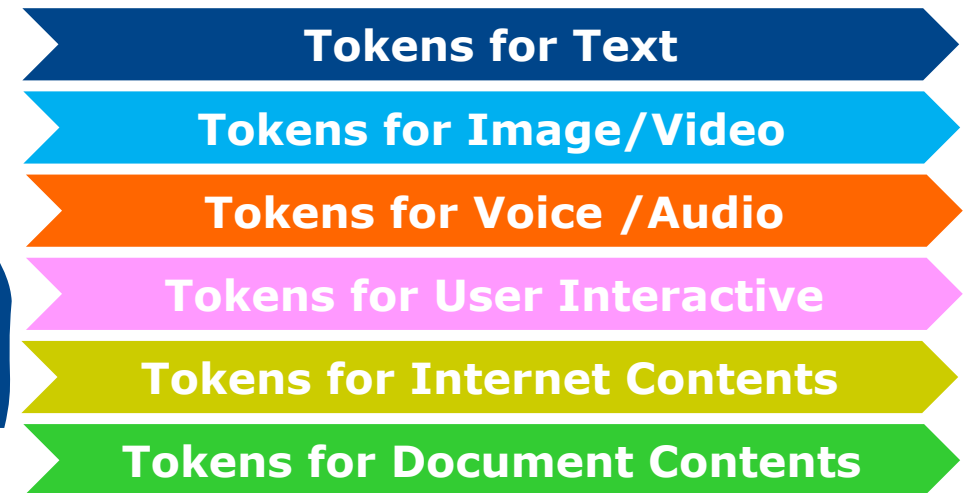 Tokens for Text
Tokens for Image/Video
Tokens for Voice /Audio
Tokens for User Interactive
Tokens for Internet Contents
Tokens for Document Contents